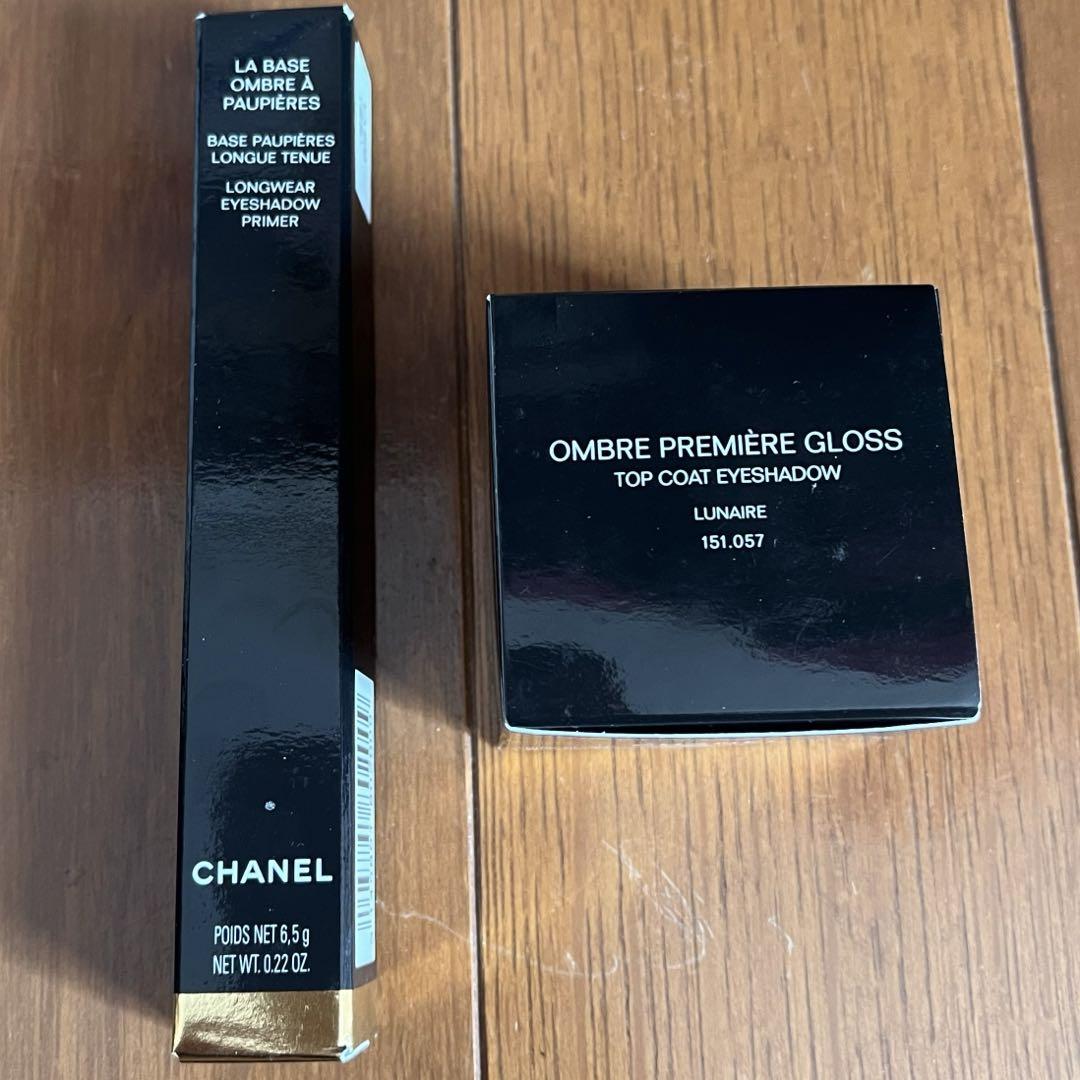 LA BASE
OMBRE À
PAUPIÈRES
BASE PAUPIÈRES
LONGUE TENUE
LONGWEAR
EYESHADOW
PRIMER
CHANEL
POIDS NET 6,5 g
NET WT. 0.22 OZ.
OMBRE PREMIÈRE GLOSS
TOP COAT EYESHADOW
LUNAIRE
151.057